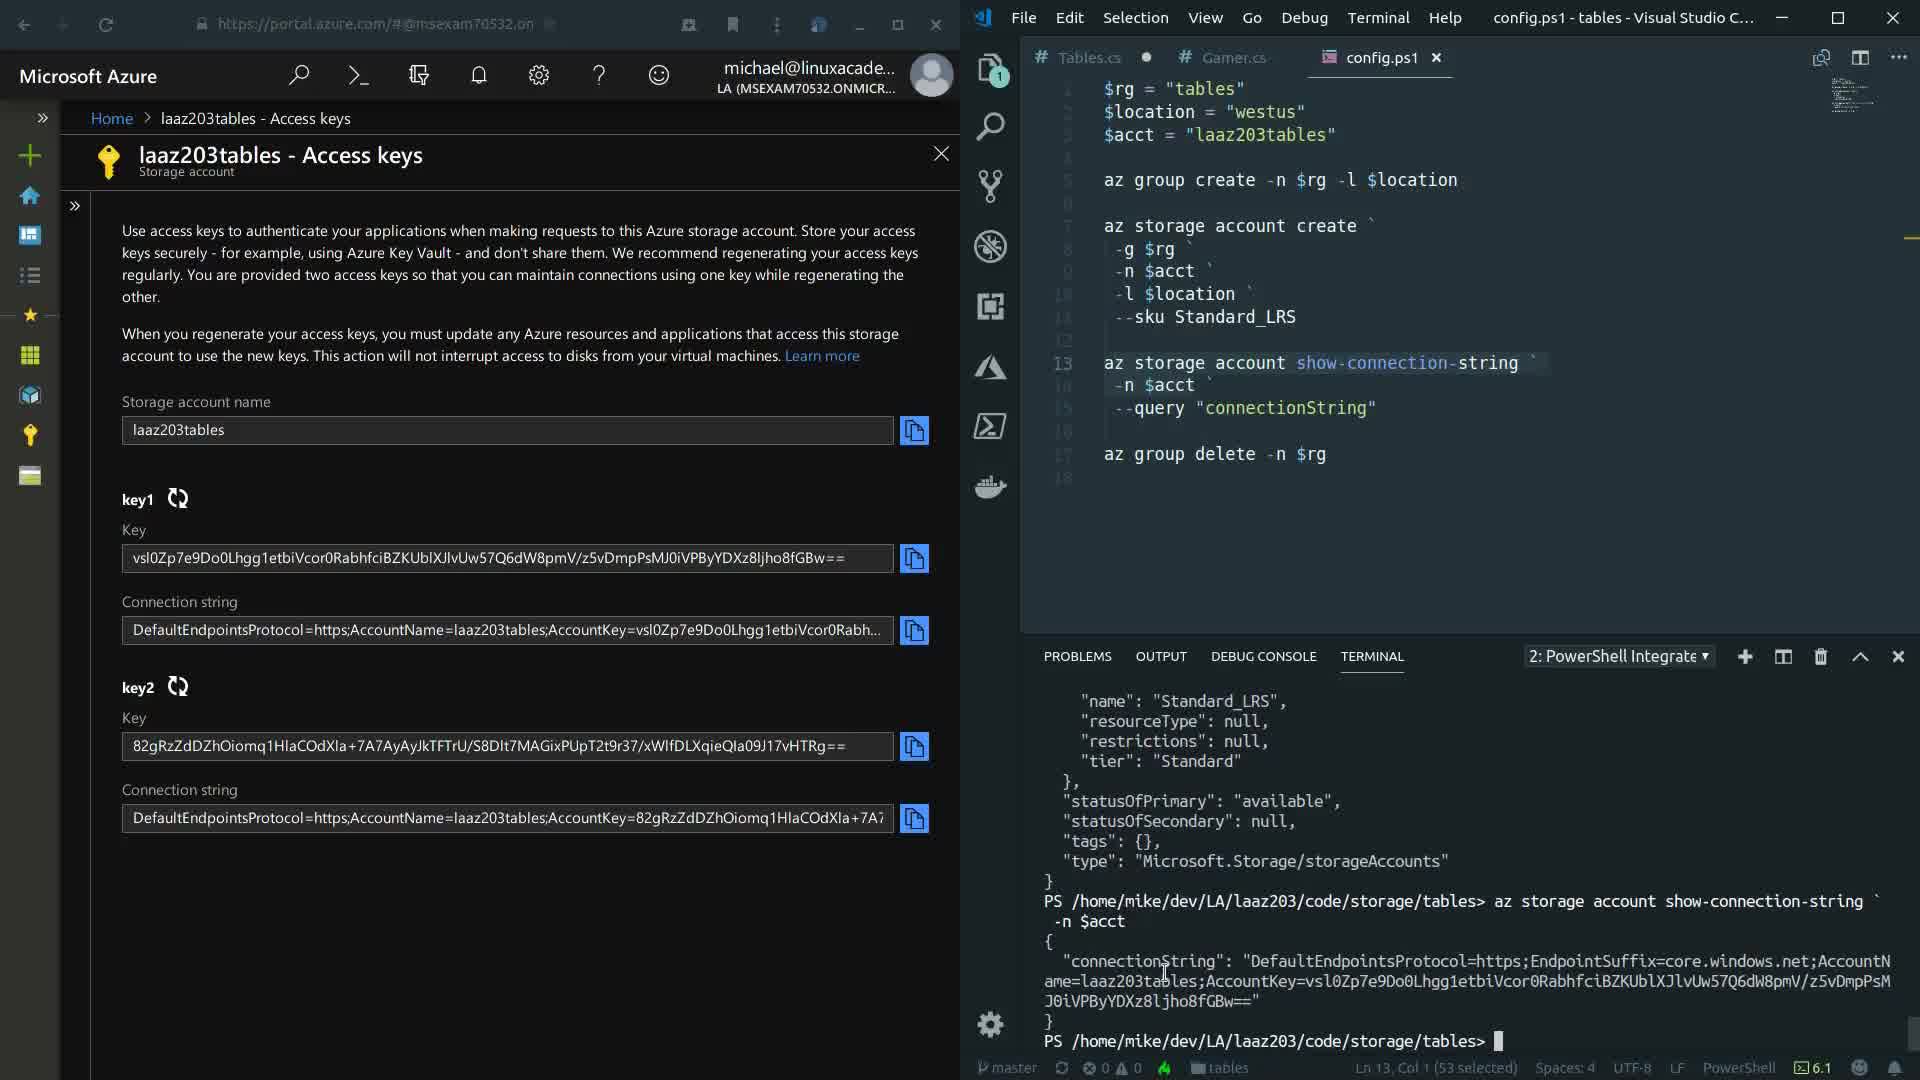 https://portal.azure.com/#@msexam70532.on
Microsoft Azure
michael@linuxacade...
LA (MSEXAM70532.ONMICR...
Home > laaz203tables - Access keys
laaz203tables - Access keys
Storage account
Use access keys to authenticate your applications when making requests to this Azure storage account. Store your access
keys securely - for example, using Azure Key Vault - and don't share them. We recommend regenerating your access keys
regularly. You are provided two access keys so that you can maintain connections using one key while regenerating the
other.
When you regenerate your access keys, you must update any Azure resources and applications that access this storage
account to use the new keys. This action will not interrupt access to disks from your virtual machines. Learn more
Storage account name
laaz203tables
key1
Key
vsl0Zp7e9Do0Lhgg1etbiVcor0RabhfciBZKUblXJlvUw57Q6dW8pmV/z5vDmpPsMJ0iVPByYDXz8ljho8fGBw==
Connection string
DefaultEndpointsProtocol=https;AccountName=laaz203tables;AccountKey=vsl0Zp7e9Do0Lhgg1etbiVcor0Rabh...
key2
Key
82gRzZdDZhOiomq1HlaCOdXla+7A7AyAyJkTFTrU/S8Dlt7MAGixPUpT2t9r37/xWlfDLXqieQIa09J17vHTRg==
Connection string
DefaultEndpointsProtocol=https;AccountName=laaz203tables;AccountKey=82gRzZdDZhOiomq1HlaCOdXla+7A7
File Edit Selection View Go Debug Terminal Help config.ps1 - tables - Visual Studio C...
1
# Tables.cs # Gamer.cs config.ps1
1 $rg = "tables"
2 $location = "westus"
3 $acct = "laaz203tables"
4
5 az group create -n $rg -l $location
6
7 az storage account create `
8 -g $rg `
9 -n $acct `
10 -l $location `
11 --sku Standard_LRS
12
13 az storage account show-connection-string `
14 -n $acct `
15 --query "connectionString"
16
17 az group delete -n $rg
18
PROBLEMS OUTPUT DEBUG CONSOLE TERMINAL 2: PowerShell Integrate
"name": "Standard_LRS",
"resourceType": null,
"restrictions": null,
"tier": "Standard"
},
"statusOfPrimary": "available",
"statusOfSecondary": null,
"tags": {},
"type": "Microsoft.Storage/storageAccounts"
}
PS /home/mike/dev/LA/laaz203/code/storage/tables> az storage account show-connection-string `
-n $acct
{
"connectionString": "DefaultEndpointsProtocol=https;EndpointSuffix=core.windows.net;AccountN
ame=laaz203tables;AccountKey=vsl0Zp7e9Do0Lhgg1etbiVcor0RabhfciBZKUblXJlvUw57Q6dW8pmV/z5vDmpPsM
J0iVPByYDXz8ljho8fGBw=="
}
PS /home/mike/dev/LA/laaz203/code/storage/tables>
master 0 0 tables Ln 13, Col 1 (53 selected) Spaces: 4 UTF-8 LF PowerShell 6.1